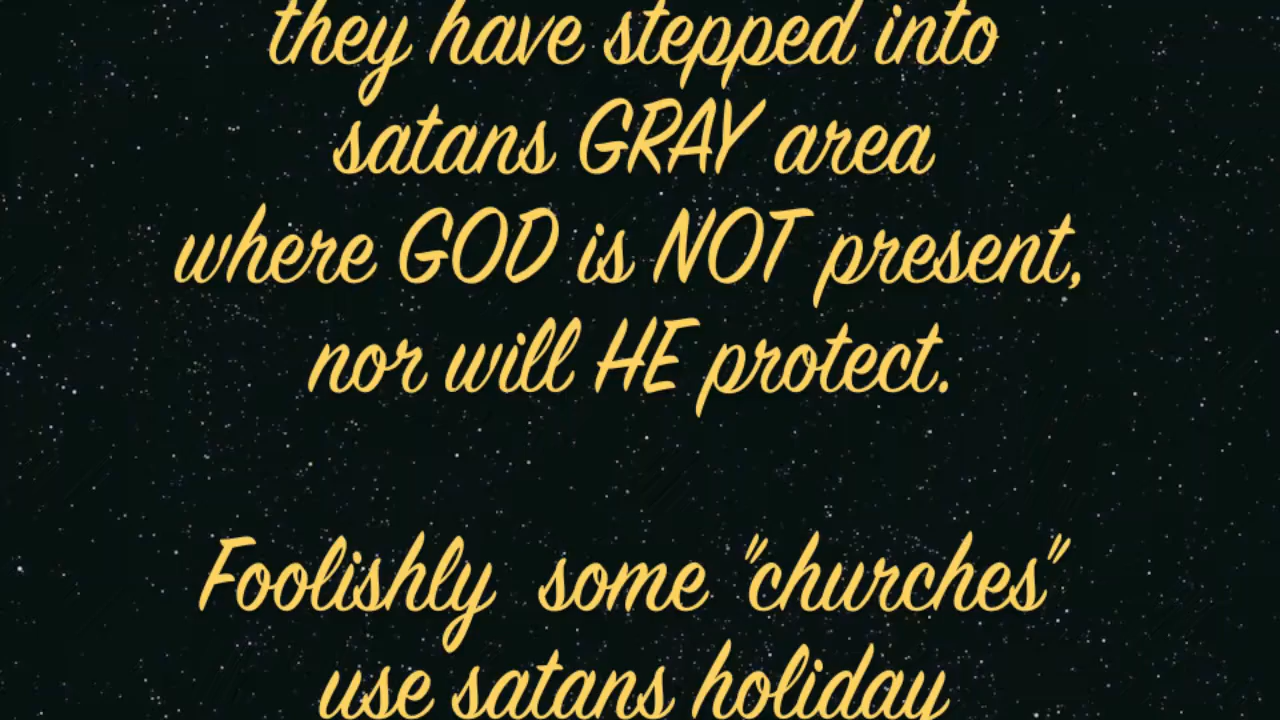 they have stepped into
satans GRAY area
where GOD is NOT present,
nor will HE protect.
Foolishly some "churches"
use satans holiday